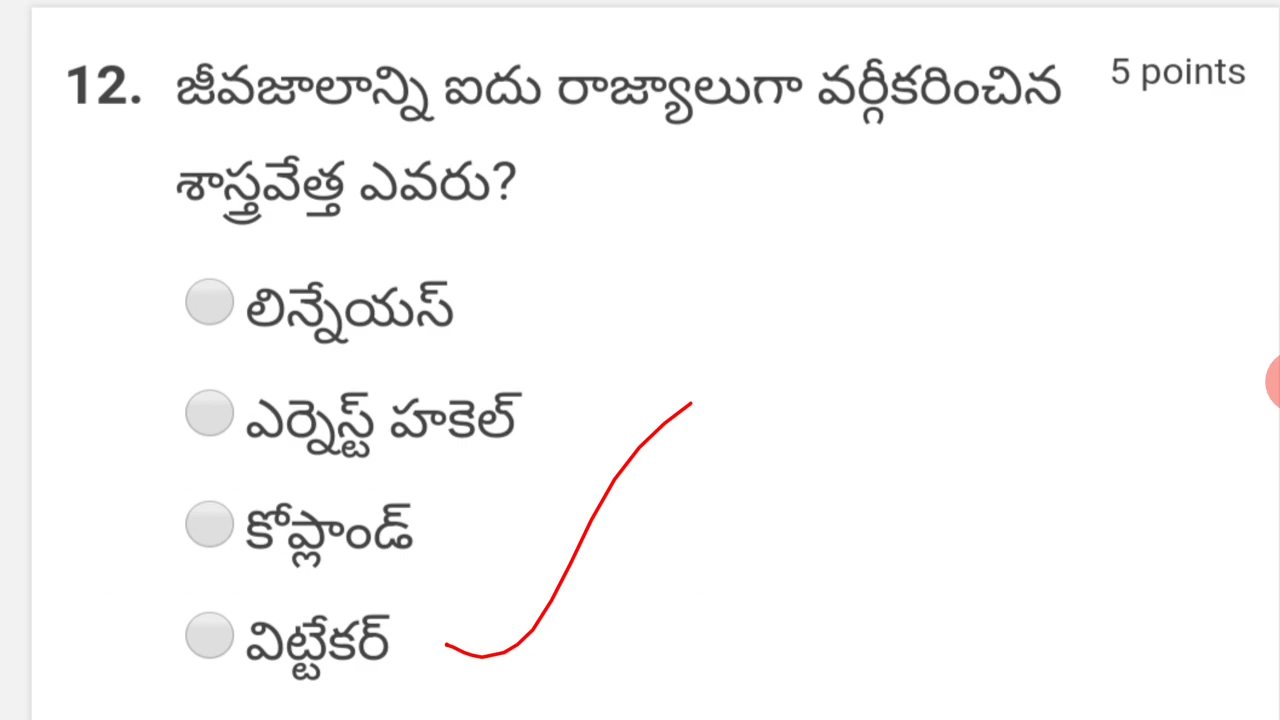 12. జీవజాలాన్ని ఐదు రాజ్యాలుగా వర్గీకరించిన 5 points
శాస్త్రవేత్త ఎవరు?
లిన్నేయస్
ఎర్నెస్ట్ హకెల్
కోప్లాండ్
విట్టేకర్